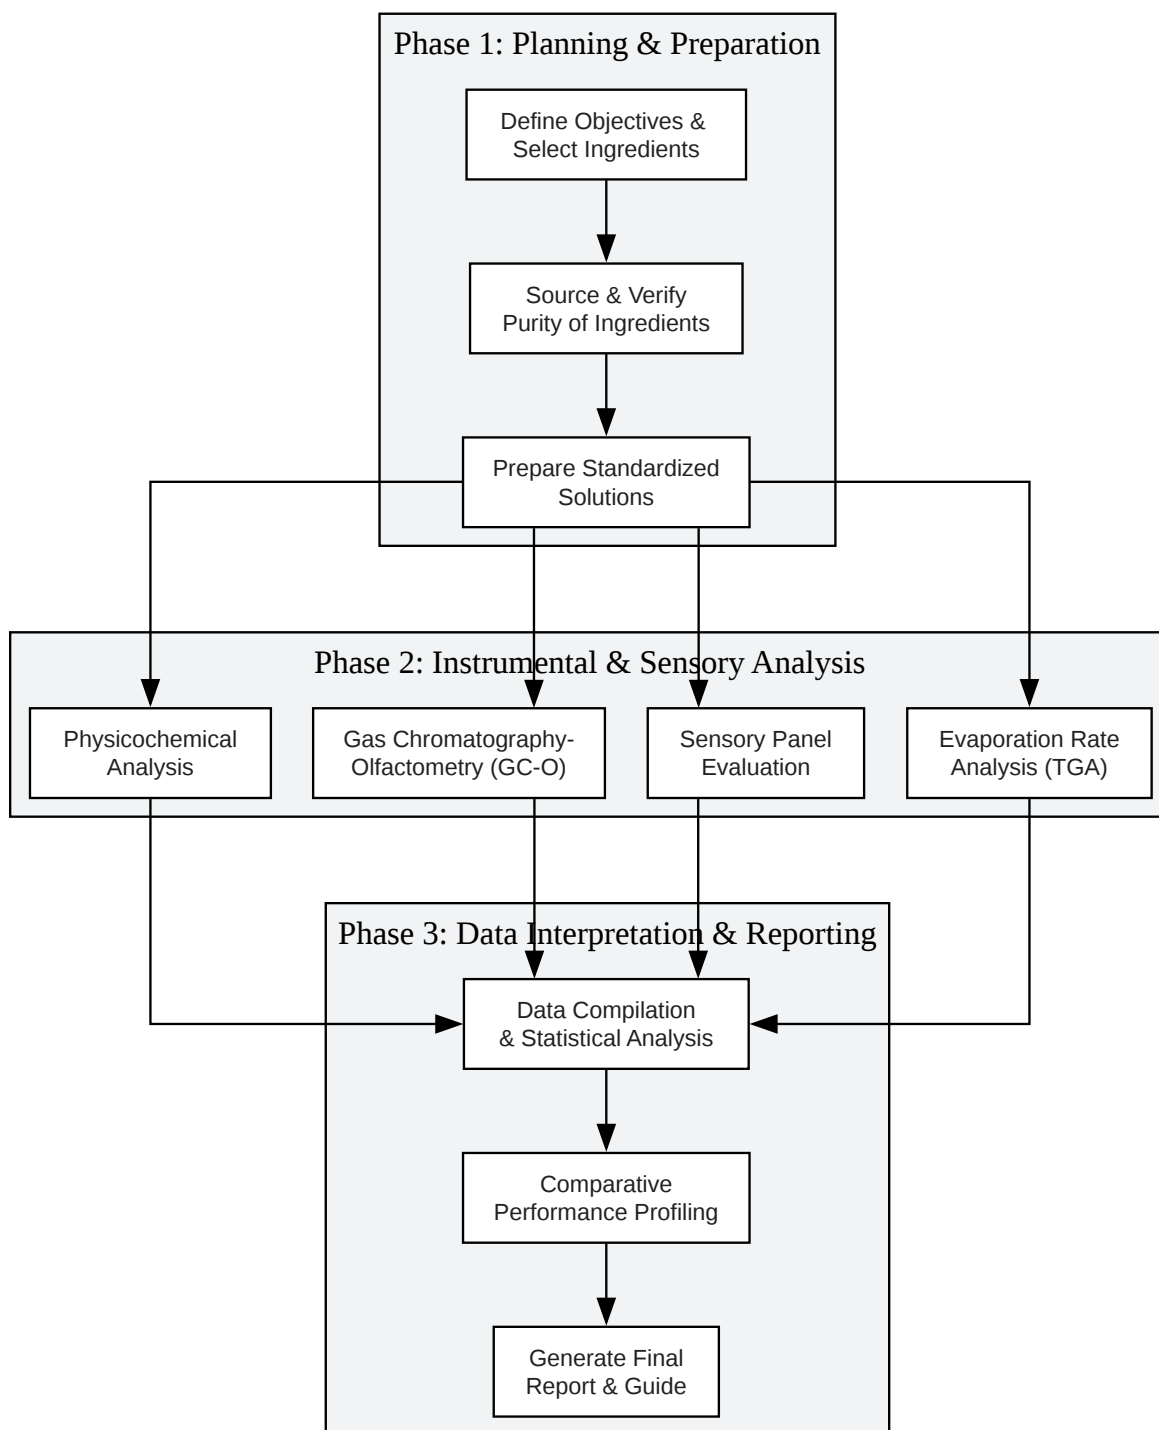 Phase 1: Planning & Preparation
Define Objectives &
Select Ingredients
Source & Verify
Purity of Ingredients
Prepare Standardized
Solutions
Phase 2: Instrumental & Sensory Analysis
Physicochemical
Analysis
Gas Chromatography-
Olfactometry (GC-O)
Sensory Panel
Evaluation
Evaporation Rate
Analysis (TGA)
Phase 3: Data Interpretation & Reporting
Data Compilation
& Statistical Analysis
Comparative
Performance Profiling
Generate Final
Report & Guide